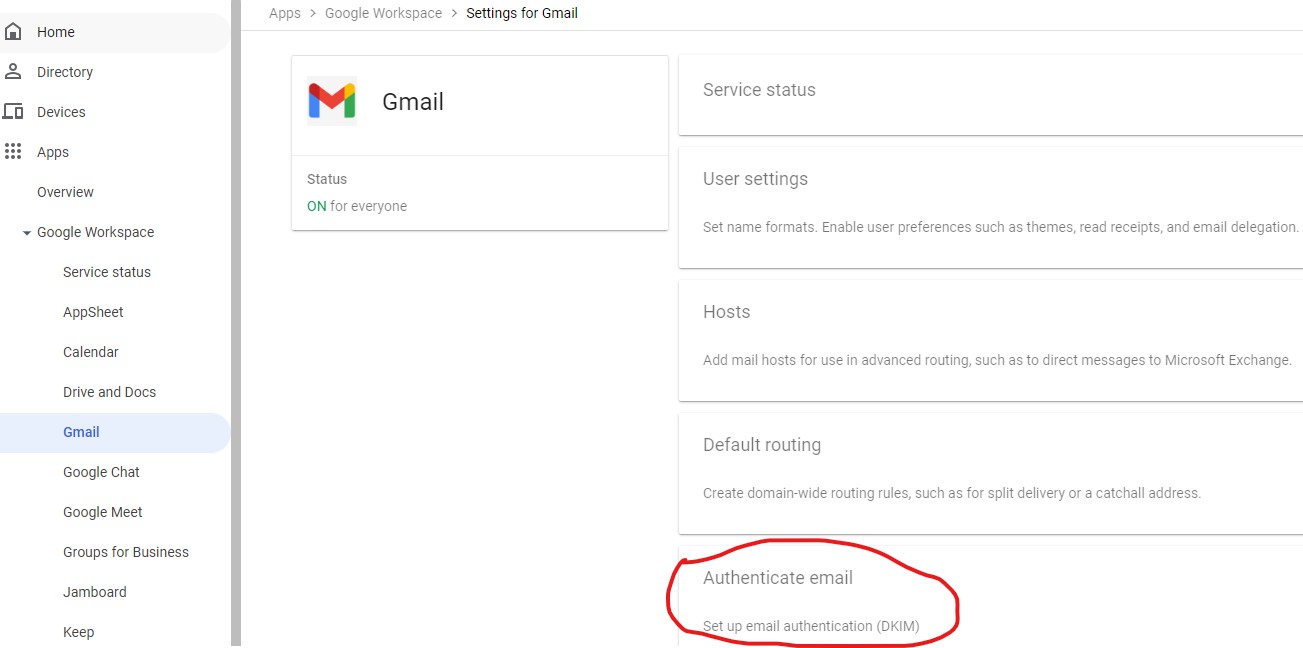 Home
Directory
Devices
Apps
Overview
Google Workspace
Service status
AppSheet
Calendar
Drive and Docs
Gmail
Google Chat
Google Meet
Groups for Business
Jamboard
Keep
Apps > Google Workspace > Settings for Gmail
Gmail
Status
ON for everyone
Service status
User settings
Set name formats. Enable user preferences such as themes, read receipts, and email delegation.
Hosts
Add mail hosts for use in advanced routing, such as to direct messages to Microsoft Exchange.
Default routing
Create domain-wide routing rules, such as for split delivery or a catchall address.
Authenticate email
Set up email authentication (DKIM)